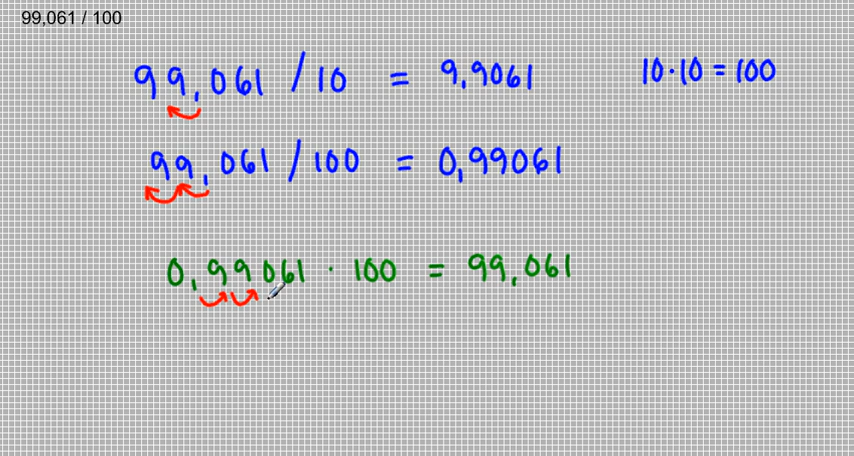 99,061 / 100
99,061 / 10 = 9,9061 10·10 = 100
99,061 / 100 = 0,99061
0,99061 · 100 = 99,061